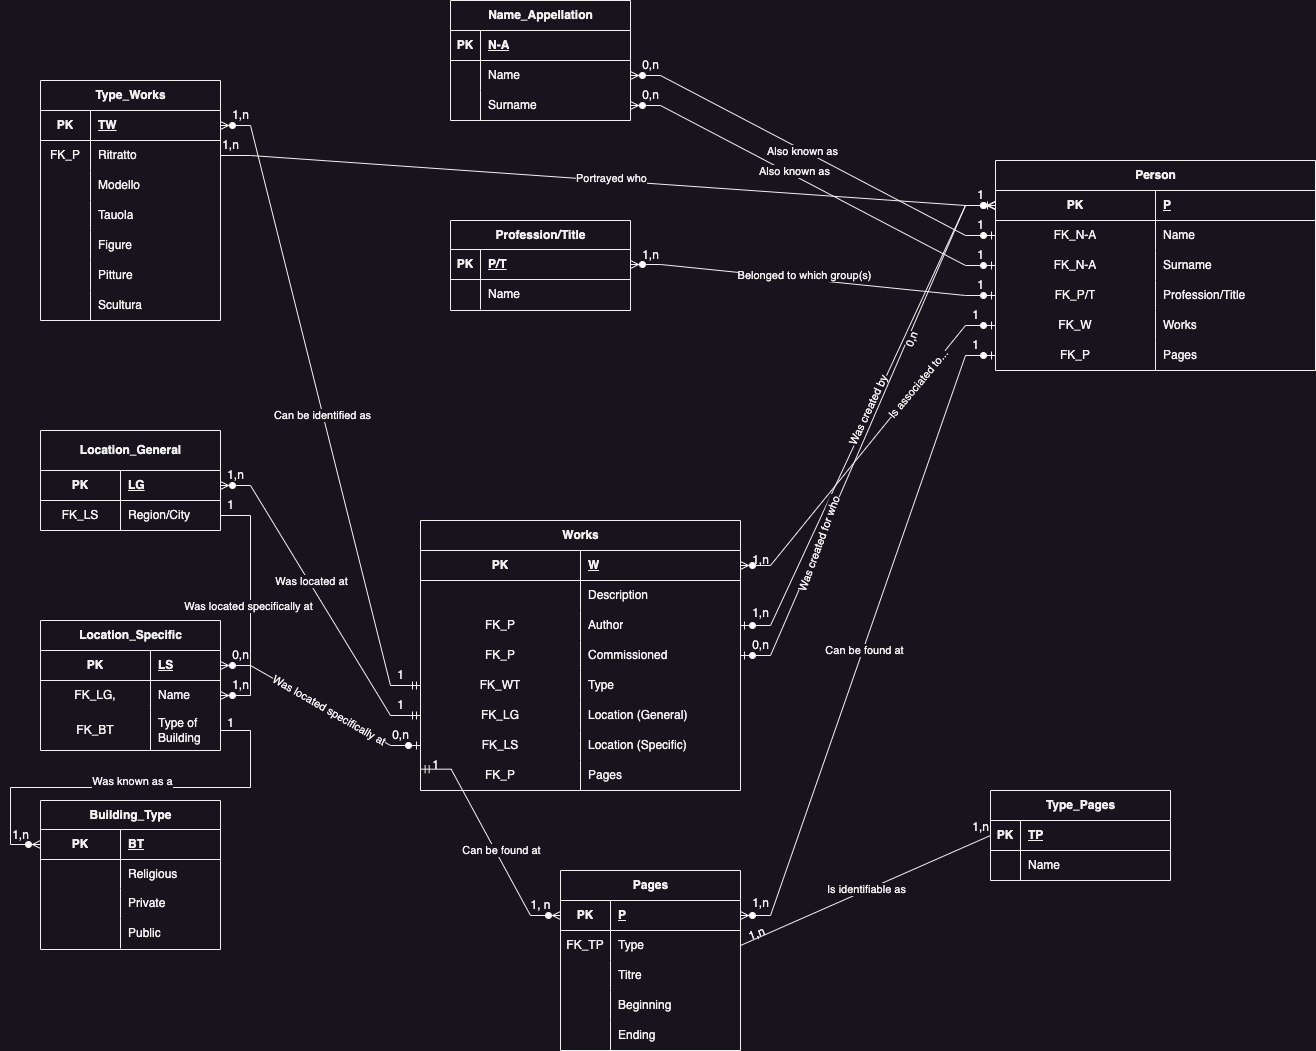 Name_Appellation
PK N-A
Name
Surname
0,n
0,n
Type_Works
PK TW
FK_P Ritratto
Modello
Tauola
Figure
Pitture
Scultura
1,n
1,n
Also known as
Also known as
Portrayed who
Person
PK P
FK_N-A Name
FK_N-A Surname
FK_P/T Profession/Title
FK_W Works
FK_P Pages
1
1
1
1
1
1
Profession/Title
PK P/T
Name
1,n
Belonged to which group(s)
0,n
Is associated to...
Was created by
Was created for who
Can be identified as
Location_General
PK LG
FK_LS Region/City
1,n
1
Was located at
Was located specifically at
Location_Specific
PK LS
FK_LG, Name
FK_BT Type of
Building
0,n
1,n
1
Was located specifically at
Works
PK W
Description
FK_P Author
FK_P Commissioned
FK_WT Type
FK_LG Location (General)
FK_LS Location (Specific)
FK_P Pages
1,n
1,n
0,n
1
1
0,n
1
Can be found at
Was known as a
1,n
Building_Type
PK BT
Religious
Private
Public
Can be found at
Type_Pages
PK TP
Name
1,n
Is identifiable as
Pages
PK P
FK_TP Type
Titre
Beginning
Ending
1, n
1,n
1,n